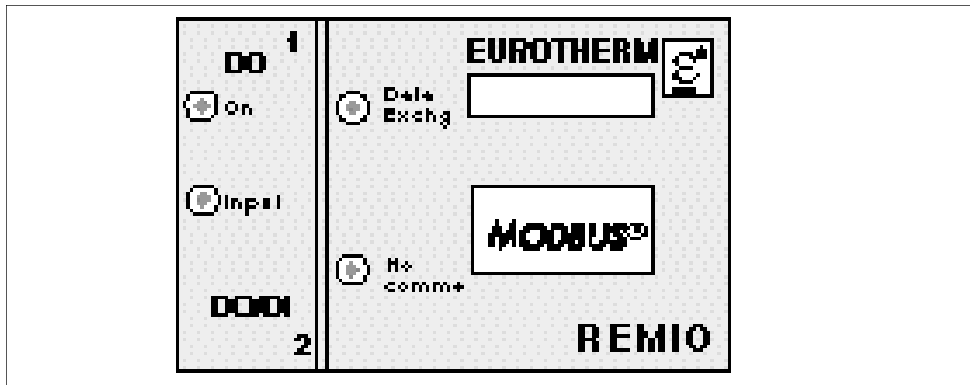 1
DO
On
Input
DO/DI
2
Data
Exchg
No
comms
EUROTHERM
MODBUS®
REMIO